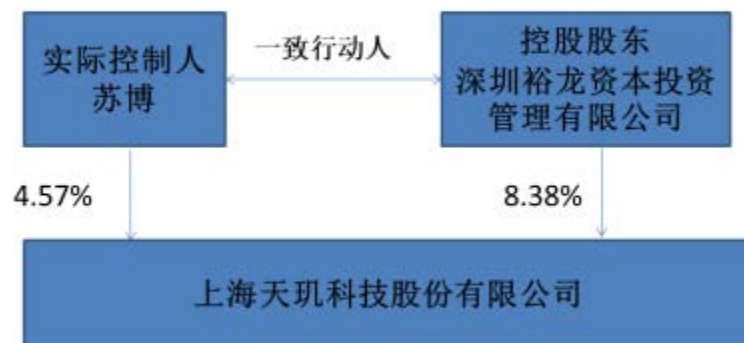 实际控制人
苏博
一致行动人
控股股东
深圳裕龙资本投资
管理有限公司
4.57%
8.38%
上海天玑科技股份有限公司